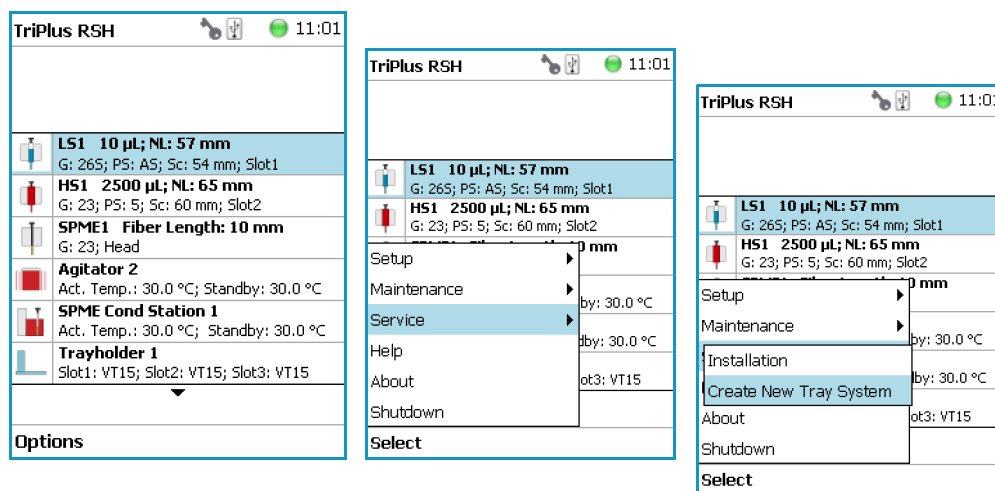 TriPlus RSH 11:01
LS1 10 µL; NL: 57 mm
G: 26S; PS: AS; Sc: 54 mm; Slot1
HS1 2500 µL; NL: 65 mm
G: 23; PS: 5; Sc: 60 mm; Slot2
SPME1 Fiber Length: 10 mm
G: 23; Head
Agitator 2
Act. Temp.: 30.0 °C; Standby: 30.0 °C
SPME Cond Station 1
Act. Temp.: 30.0 °C; Standby: 30.0 °C
Trayholder 1
Slot1: VT15; Slot2: VT15; Slot3: VT15
Options
TriPlus RSH 11:01
LS1 10 µL; NL: 57 mm
G: 26S; PS: AS; Sc: 54 mm; Slot1
HS1 2500 µL; NL: 65 mm
G: 23; PS: 5; Sc: 60 mm; Slot2
0 mm
Setup
Maintenance
by: 30.0 °C
Service
dby: 30.0 °C
Help
About
ot3: VT15
Shutdown
Select
TriPlus RSH 11:01
LS1 10 µL; NL: 57 mm
G: 26S; PS: AS; Sc: 54 mm; Slot1
HS1 2500 µL; NL: 65 mm
G: 23; PS: 5; Sc: 60 mm; Slot2
0 mm
Setup
Maintenance
by: 30.0 °C
Installation
lby: 30.0 °C
Create New Tray System
About
ot3: VT15
Shutdown
Select